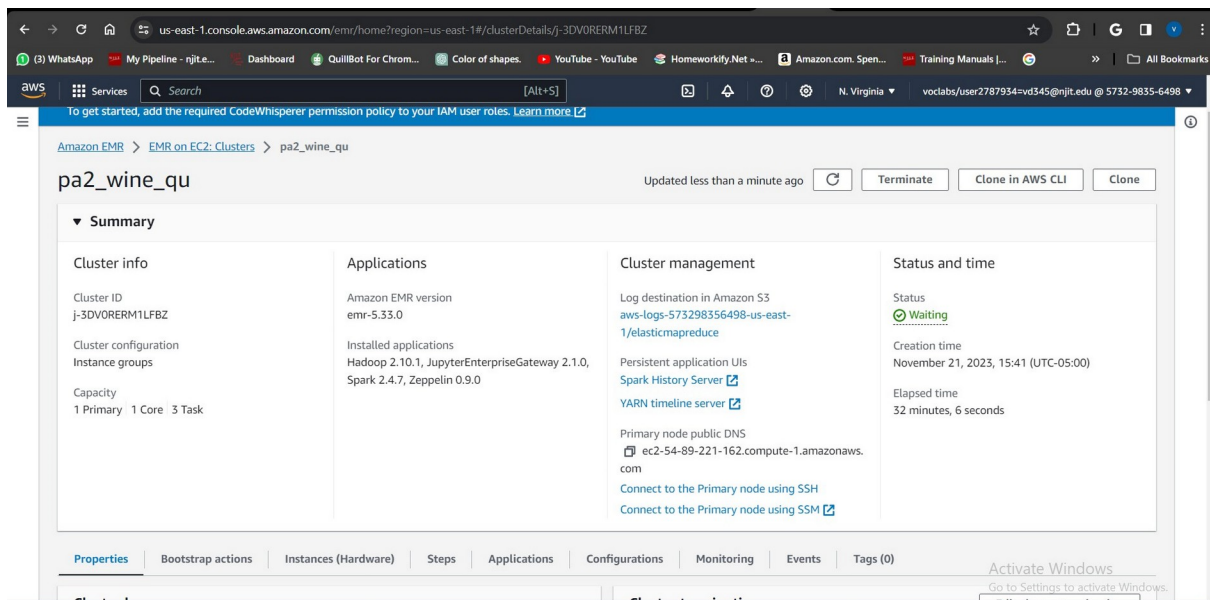 us-east-1.console.aws.amazon.com/emr/home?region=us-east-1#/clusterDetails/j-3DV0RERM1LFBZ
(3) WhatsApp My Pipeline - njit.e... Dashboard QuillBot For Chrom... Color of shapes. YouTube - YouTube Homeworkify.Net »... Amazon.com. Spen... Training Manuals |... » All Bookmarks
aws Services Search [Alt+S] N. Virginia ▼ voclabs/user2787934=vd345@njit.edu @ 5732-9835-6498 ▼
To get started, add the required CodeWhisperer permission policy to your IAM user roles. Learn more
Amazon EMR > EMR on EC2: Clusters > pa2_wine_qu
pa2_wine_qu
Updated less than a minute ago Terminate Clone in AWS CLI Clone
▼ Summary
Cluster info
Cluster ID
j-3DV0RERM1LFBZ
Cluster configuration
Instance groups
Capacity
1 Primary 1 Core 3 Task
Applications
Amazon EMR version
emr-5.33.0
Installed applications
Hadoop 2.10.1, JupyterEnterpriseGateway 2.1.0,
Spark 2.4.7, Zeppelin 0.9.0
Cluster management
Log destination in Amazon S3
aws-logs-573298356498-us-east-
1/elasticmapreduce
Persistent application UIs
Spark History Server
YARN timeline server
Primary node public DNS
ec2-54-89-221-162.compute-1.amazonaws.
com
Connect to the Primary node using SSH
Connect to the Primary node using SSM
Status and time
Status
Waiting
Creation time
November 21, 2023, 15:41 (UTC-05:00)
Elapsed time
32 minutes, 6 seconds
Properties Bootstrap actions Instances (Hardware) Steps Applications Configurations Monitoring Events Tags (0)
Activate Windows
Go to Settings to activate Windows.